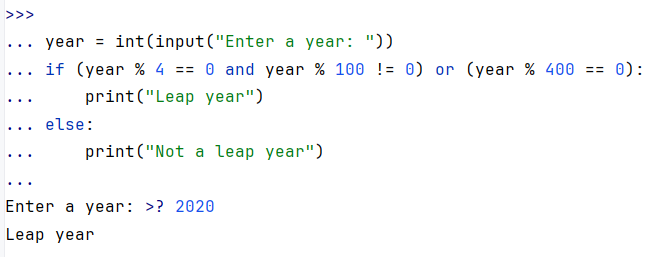 >>>
... year = int(input("Enter a year: "))
... if (year % 4 == 0 and year % 100 != 0) or (year % 400 == 0):
...     print("Leap year")
... else:
...     print("Not a leap year")
...
Enter a year: >? 2020
Leap year